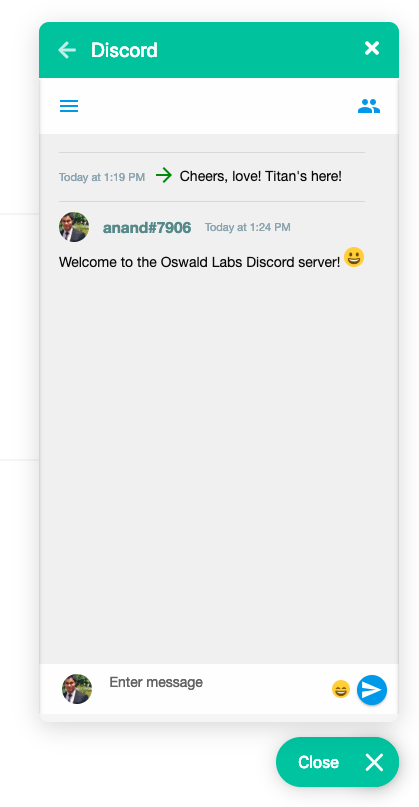 Discord
Today at 1:19 PM Cheers, love! Titan's here!
anand#7906 Today at 1:24 PM
Welcome to the Oswald Labs Discord server! 😀
Enter message
Close